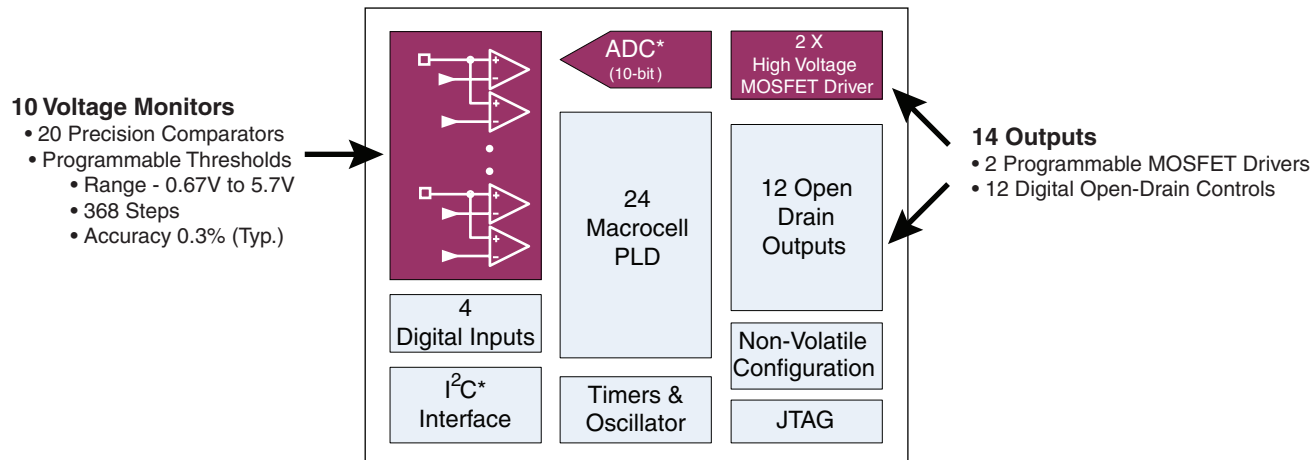 10 Voltage Monitors
• 20 Precision Comparators
• Programmable Thresholds
• Range - 0.67V to 5.7V
• 368 Steps
• Accuracy 0.3% (Typ.)
+
–
+
–
+
–
+
–
4
Digital Inputs
I²C*
Interface
ADC*
(10-bit)
24
Macrocell
PLD
Timers &
Oscillator
2 X
High Voltage
MOSFET Driver
12 Open
Drain
Outputs
Non-Volatile
Configuration
JTAG
14 Outputs
• 2 Programmable MOSFET Drivers
• 12 Digital Open-Drain Controls